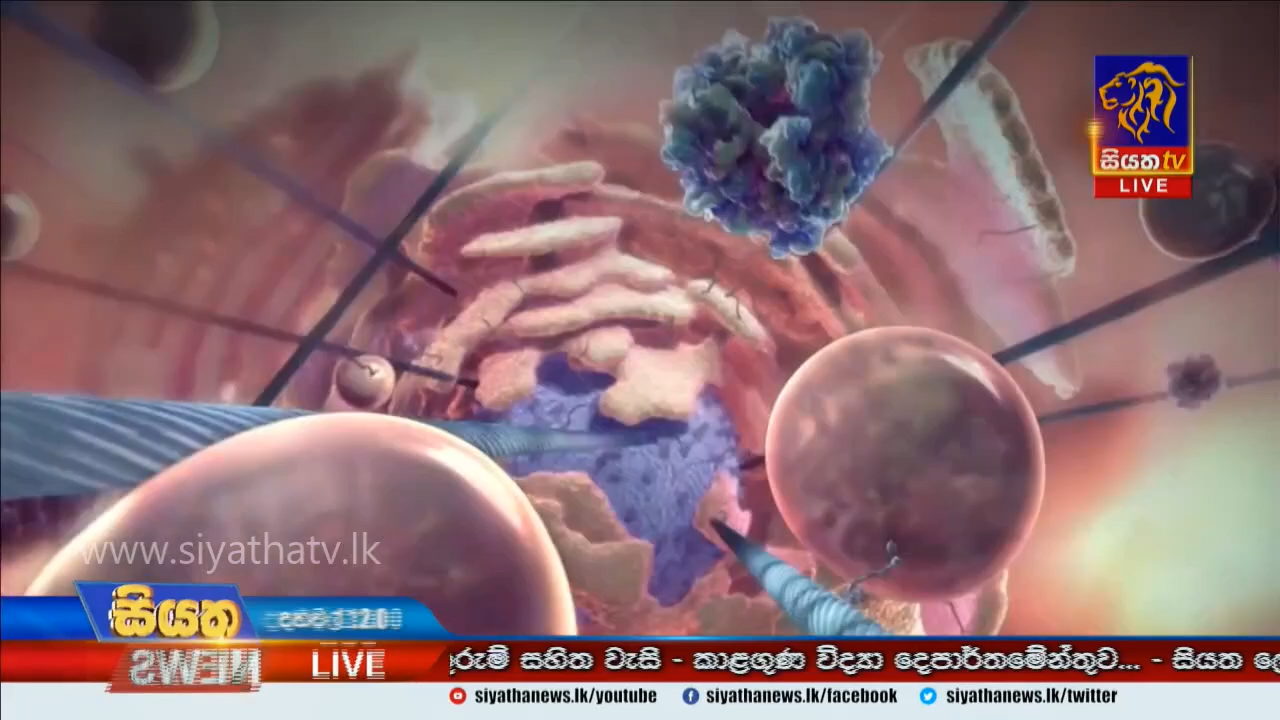 සියත tv
LIVE
www.siyathatv.lk
සියත
NEWS
LIVE
සහිත වැසි - කාළගුණ විද්‍යා දෙපාර්තමේන්තුව... - සියත
siyathanews.lk/youtube
siyathanews.lk/facebook
siyathanews.lk/twitter